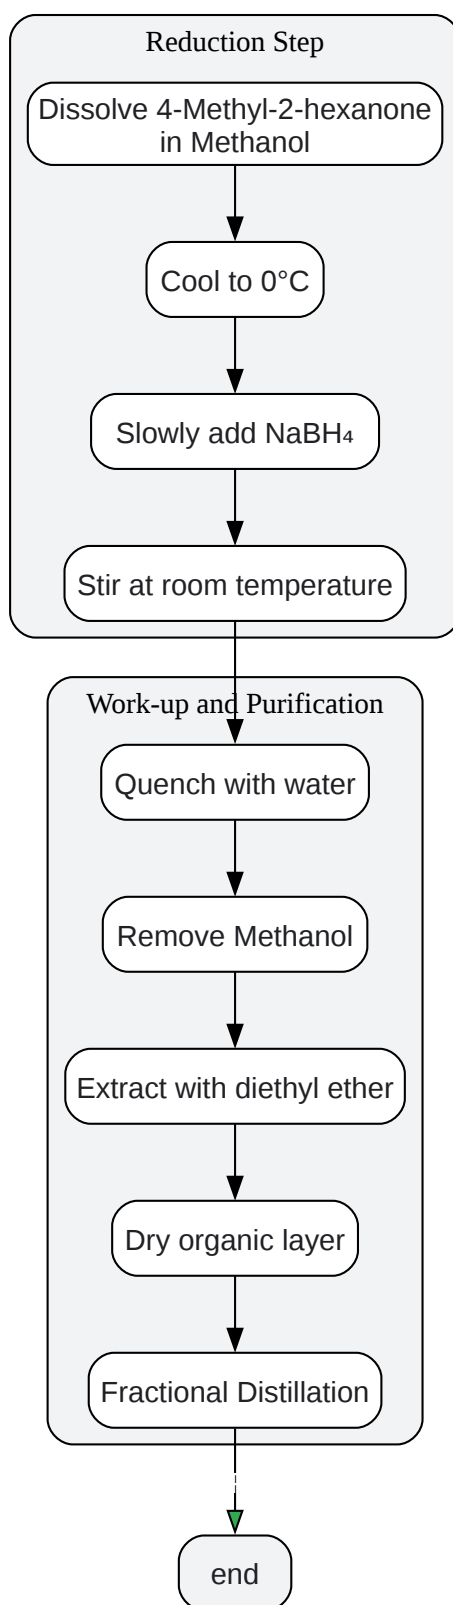 Reduction Step
Dissolve 4-Methyl-2-hexanone
in Methanol
Cool to 0°C
Slowly add NaBH₄
Stir at room temperature
Work-up and Purification
Quench with water
Remove Methanol
Extract with diethyl ether
Dry organic layer
Fractional Distillation
end